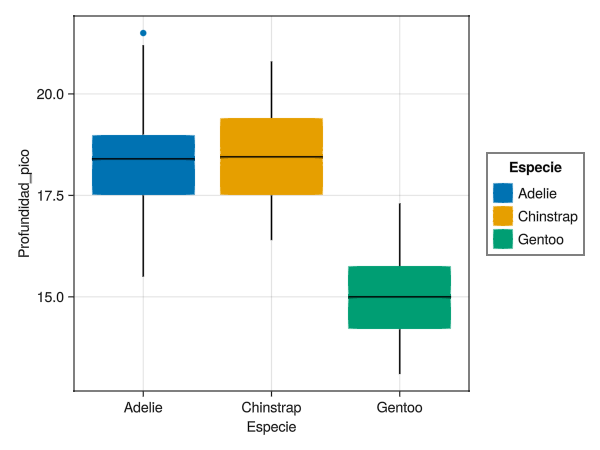 Profundidad_pico
20.0
17.5
15.0
Adelie
Chinstrap
Gentoo
Especie
Especie
Adelie
Chinstrap
Gentoo